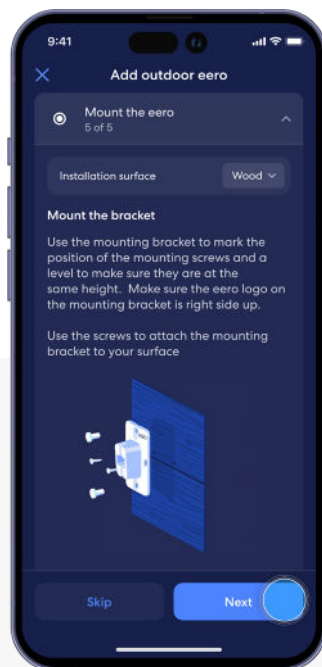 9:41
Add outdoor eero
Mount the eero
5 of 5
Installation surface
Wood
Mount the bracket
Use the mounting bracket to mark the
position of the mounting screws and a
level to make sure they are at the
same height. Make sure the eero logo on
the mounting bracket is right side up.
Use the screws to attach the mounting
bracket to your surface
eero
Skip
Next